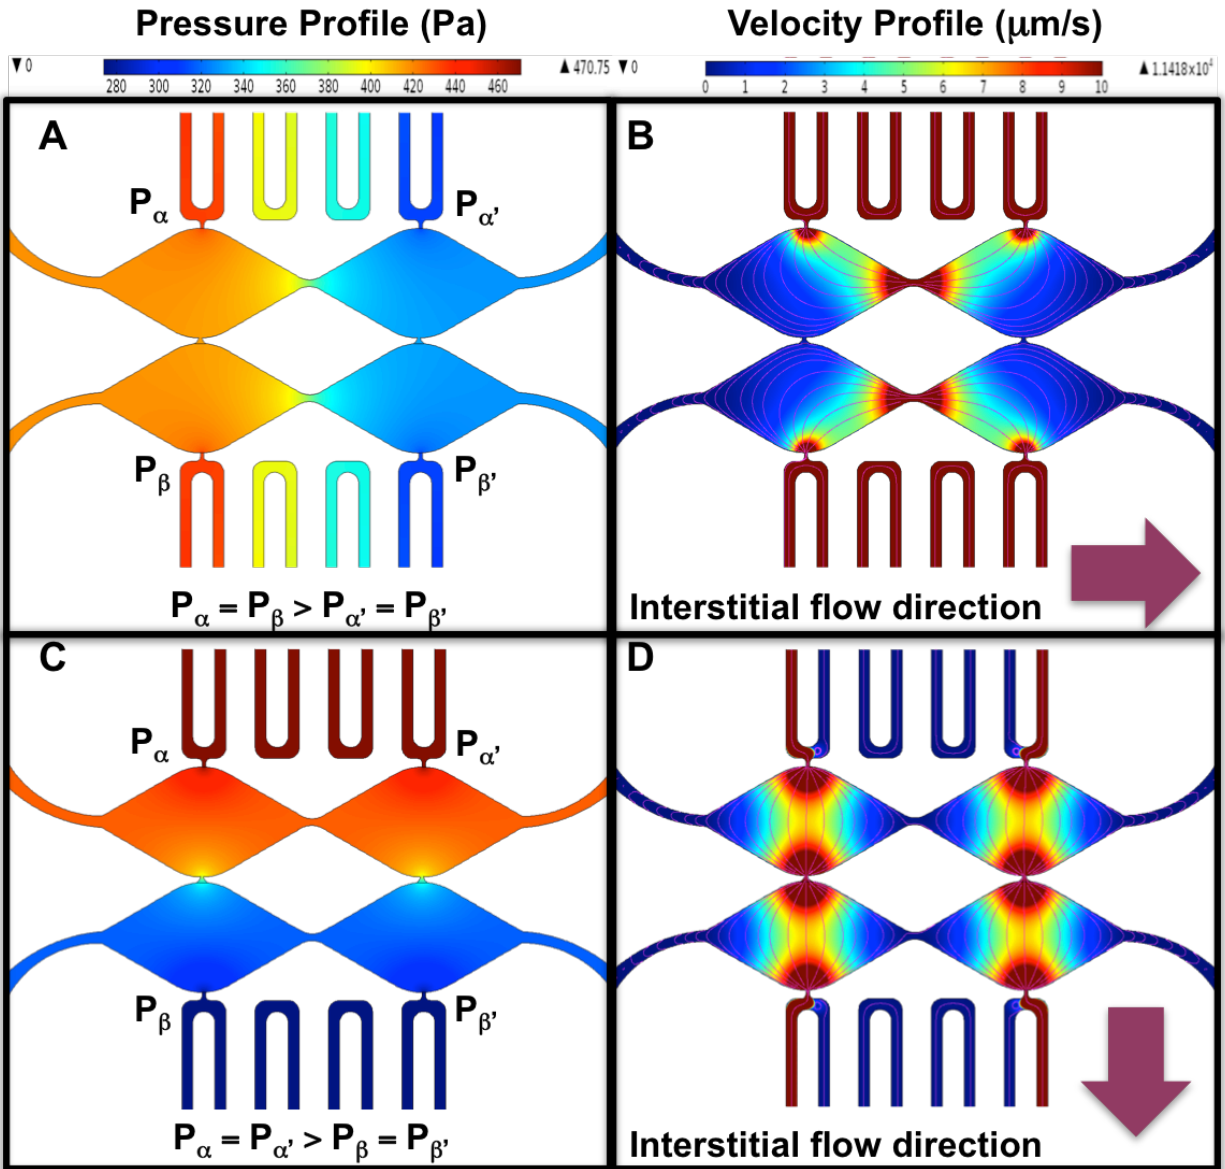 Pressure Profile (Pa)
Velocity Profile (μm/s)
▼ 0
280 300 320 340 360 380 400 420 440 460
▲ 470.75
▼ 0
0 1 2 3 4 5 6 7 8 9 10
▲ 1.1418x10⁴
A
Pα
Pα’
Pβ
Pβ’
Pα = Pβ > Pα’ = Pβ’
B
Interstitial flow direction
C
Pα
Pα’
Pβ
Pβ’
Pα = Pα’ > Pβ = Pβ’
D
Interstitial flow direction